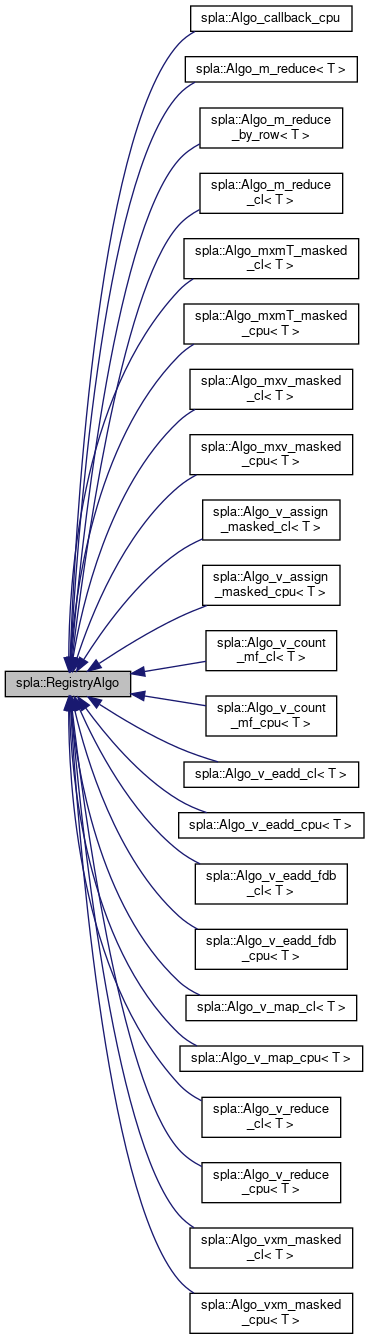 spla::Algo_callback_cpu
spla::Algo_m_reduce< T >
spla::Algo_m_reduce
_by_row< T >
spla::Algo_m_reduce
_cl< T >
spla::Algo_mxmT_masked
_cl< T >
spla::Algo_mxmT_masked
_cpu< T >
spla::Algo_mxv_masked
_cl< T >
spla::Algo_mxv_masked
_cpu< T >
spla::Algo_v_assign
_masked_cl< T >
spla::Algo_v_assign
_masked_cpu< T >
spla::Algo_v_count
_mf_cl< T >
spla::RegistryAlgo
spla::Algo_v_count
_mf_cpu< T >
spla::Algo_v_eadd_cl< T >
spla::Algo_v_eadd_cpu< T >
spla::Algo_v_eadd_fdb
_cl< T >
spla::Algo_v_eadd_fdb
_cpu< T >
spla::Algo_v_map_cl< T >
spla::Algo_v_map_cpu< T >
spla::Algo_v_reduce
_cl< T >
spla::Algo_v_reduce
_cpu< T >
spla::Algo_vxm_masked
_cl< T >
spla::Algo_vxm_masked
_cpu< T >